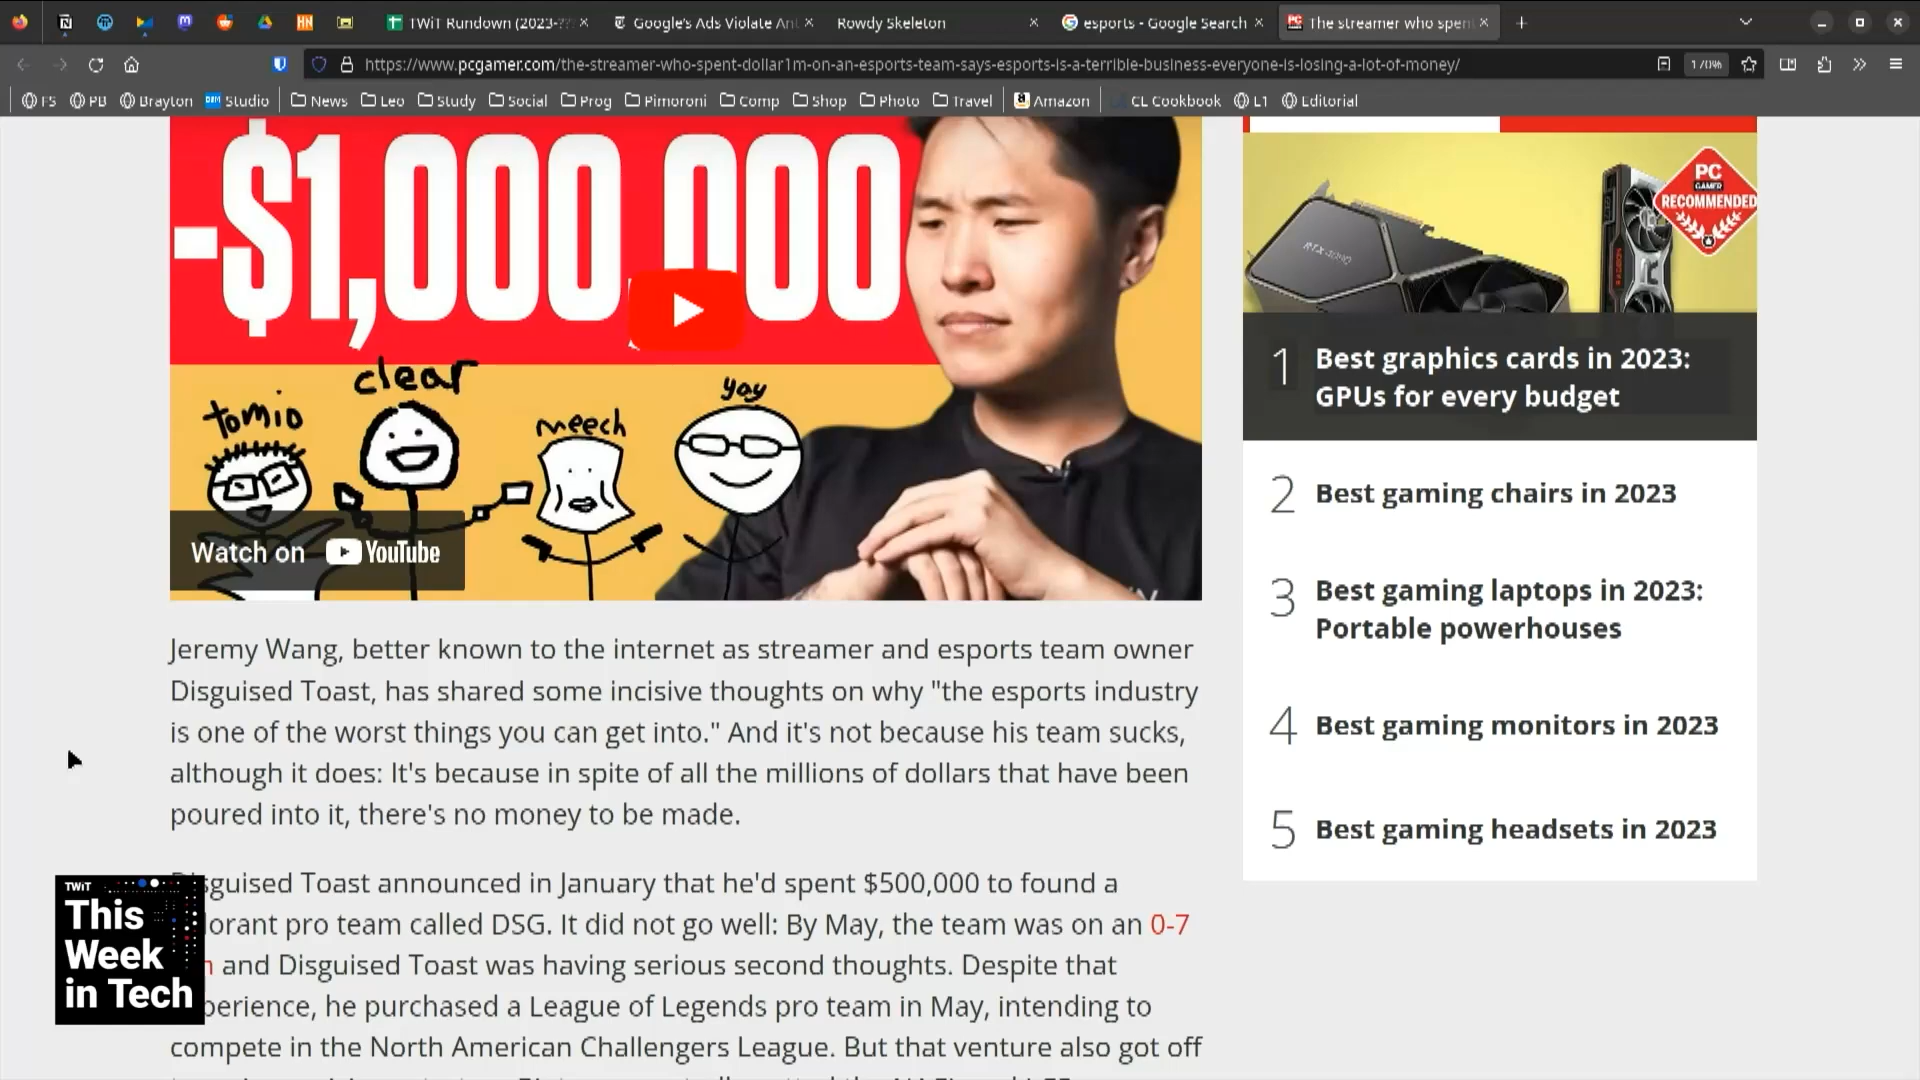 TWiT Rundown (2023-??
Google's Ads Violate Ant
Rowdy Skeleton
esports - Google Search
The streamer who spent
https://www.pcgamer.com/the-streamer-who-spent-dollar1m-on-an-esports-team-says-esports-is-a-terrible-business-everyone-is-losing-a-lot-of-money/
170%
FS PB Brayton Studio News Leo Study Social Prog Pimoroni Comp Shop Photo Travel Amazon CL Cookbook L1 Editorial
-$1,000,000
clear
tomio
meech
yay
Watch on YouTube
Jeremy Wang, better known to the internet as streamer and esports team owner
Disguised Toast, has shared some incisive thoughts on why "the esports industry
is one of the worst things you can get into." And it's not because his team sucks,
although it does: It's because in spite of all the millions of dollars that have been
poured into it, there's no money to be made.
sguised Toast announced in January that he'd spent $500,000 to found a
lorant pro team called DSG. It did not go well: By May, the team was on an 0-7
n and Disguised Toast was having serious second thoughts. Despite that
perience, he purchased a League of Legends pro team in May, intending to
compete in the North American Challengers League. But that venture also got off
TWiT
This
Week
in Tech
PC
GAMER
RECOMMENDED
1 Best graphics cards in 2023:
GPUs for every budget
2 Best gaming chairs in 2023
3 Best gaming laptops in 2023:
Portable powerhouses
4 Best gaming monitors in 2023
5 Best gaming headsets in 2023